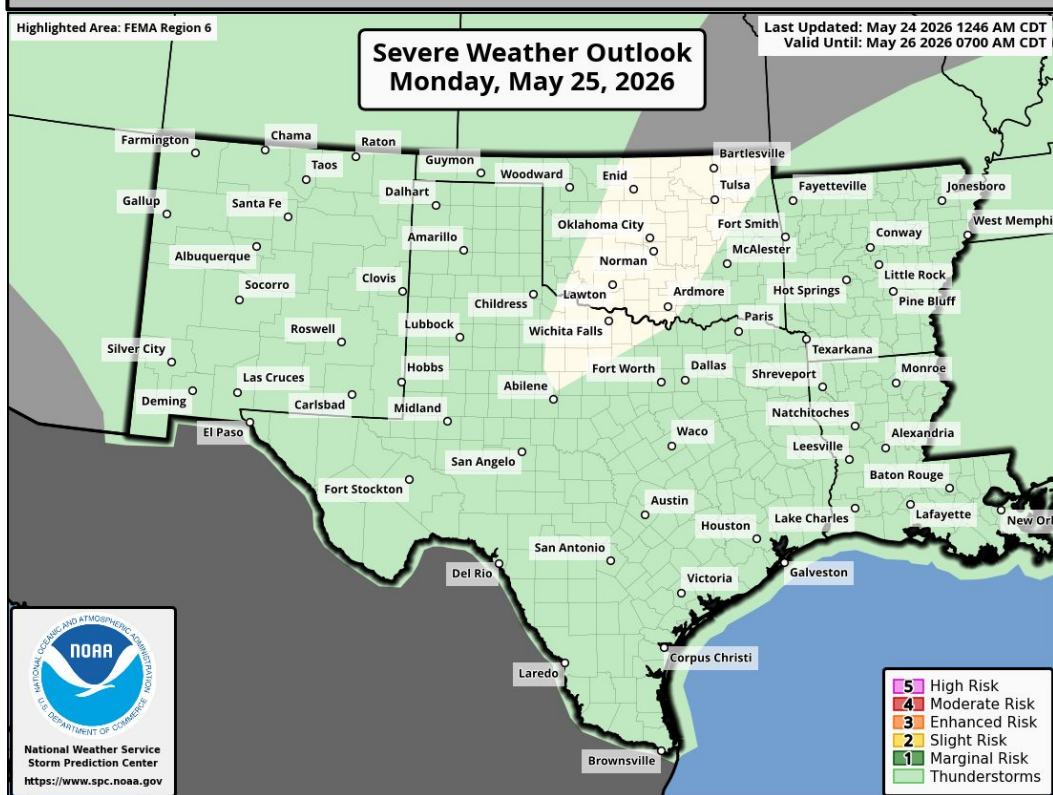 Highlighted Area: FEMA Region 6
Last Updated: May 24 2026 1246 AM CDT
Valid Until: May 26 2026 0700 AM CDT
Severe Weather Outlook
Monday, May 25, 2026
Farmington
Chama
Raton
Taos
Guymon
Woodward
Enid
Bartlesville
Tulsa
Fayetteville
Jonesboro
Gallup
Santa Fe
Dalhart
Oklahoma City
Fort Smith
West Memphi
Albuquerque
Amarillo
Norman
McAlester
Conway
Socorro
Clovis
Childress
Lawton
Ardmore
Hot Springs
Little Rock
Pine Bluff
Roswell
Lubbock
Wichita Falls
Paris
Texarkana
Silver City
Las Cruces
Hobbs
Abilene
Fort Worth
Dallas
Shreveport
Monroe
Deming
Carlsbad
Midland
Natchitoches
El Paso
San Angelo
Waco
Leesville
Alexandria
Fort Stockton
Baton Rouge
Austin
Houston
Lake Charles
Lafayette
New Orl
San Antonio
Del Rio
Galveston
Victoria
Laredo
Corpus Christi
Brownsville
NATIONAL OCEANIC AND ATMOSPHERIC ADMINISTRATION
NOAA
U.S. DEPARTMENT OF COMMERCE
National Weather Service
Storm Prediction Center
https://www.spc.noaa.gov
5 High Risk
4 Moderate Risk
3 Enhanced Risk
2 Slight Risk
1 Marginal Risk
Thunderstorms